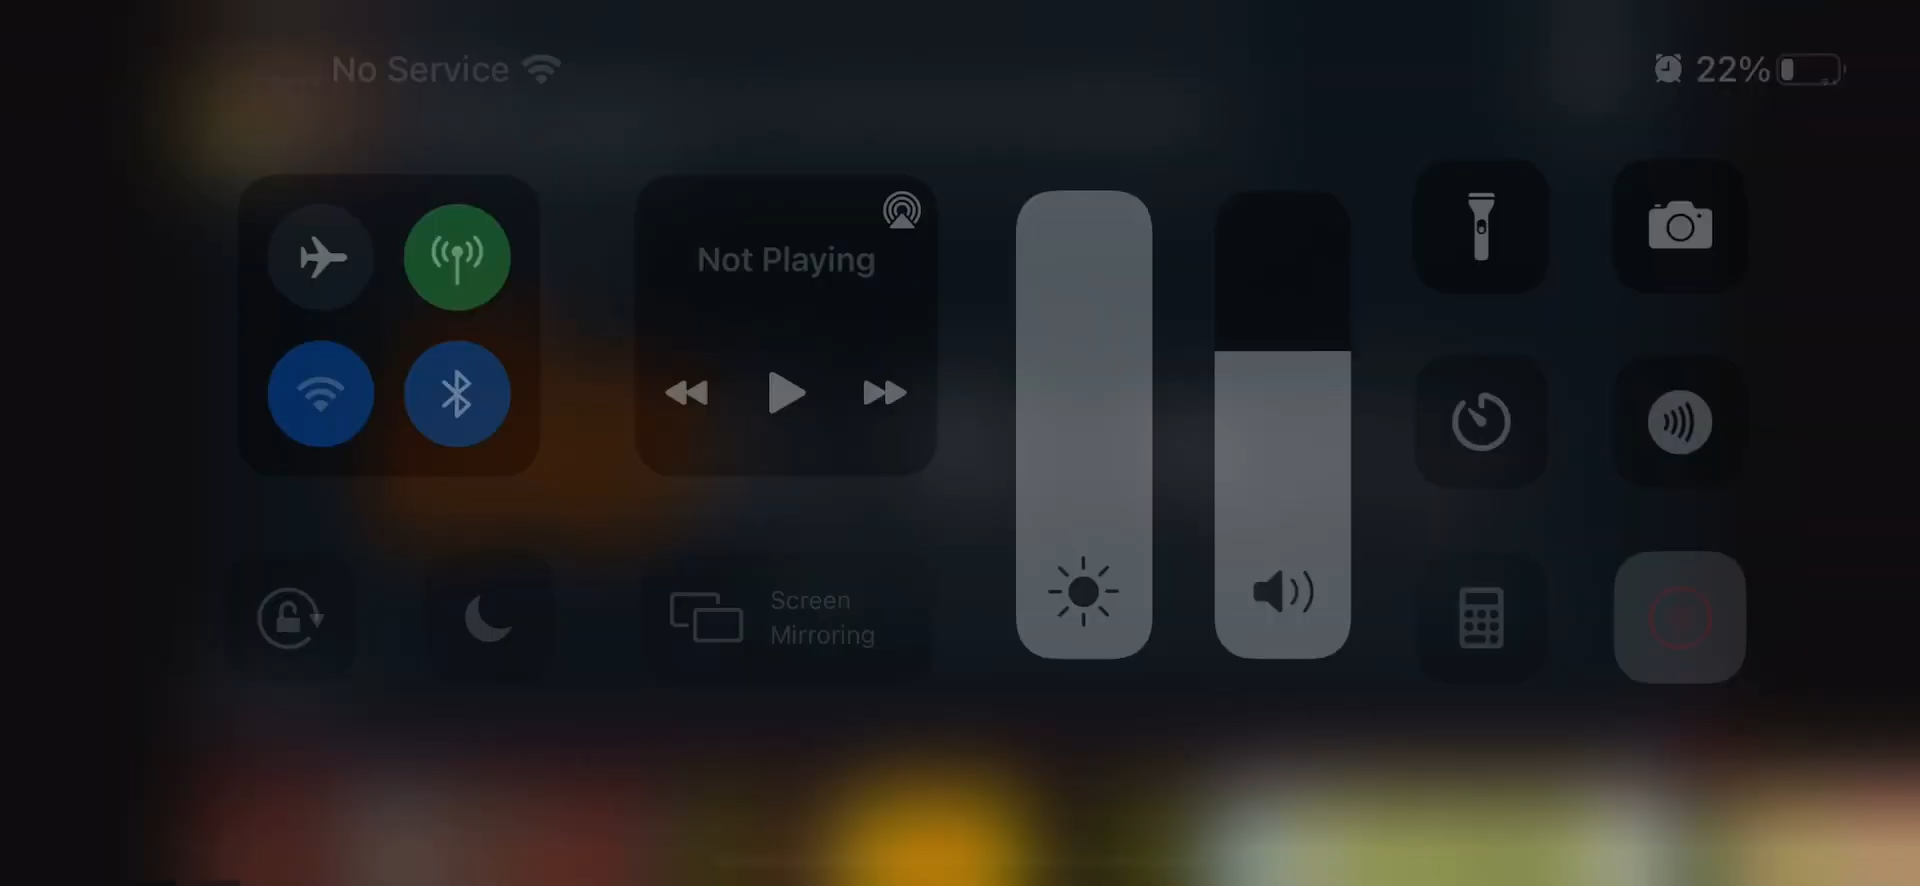 No Service
22%
Not Playing
Screen
Mirroring